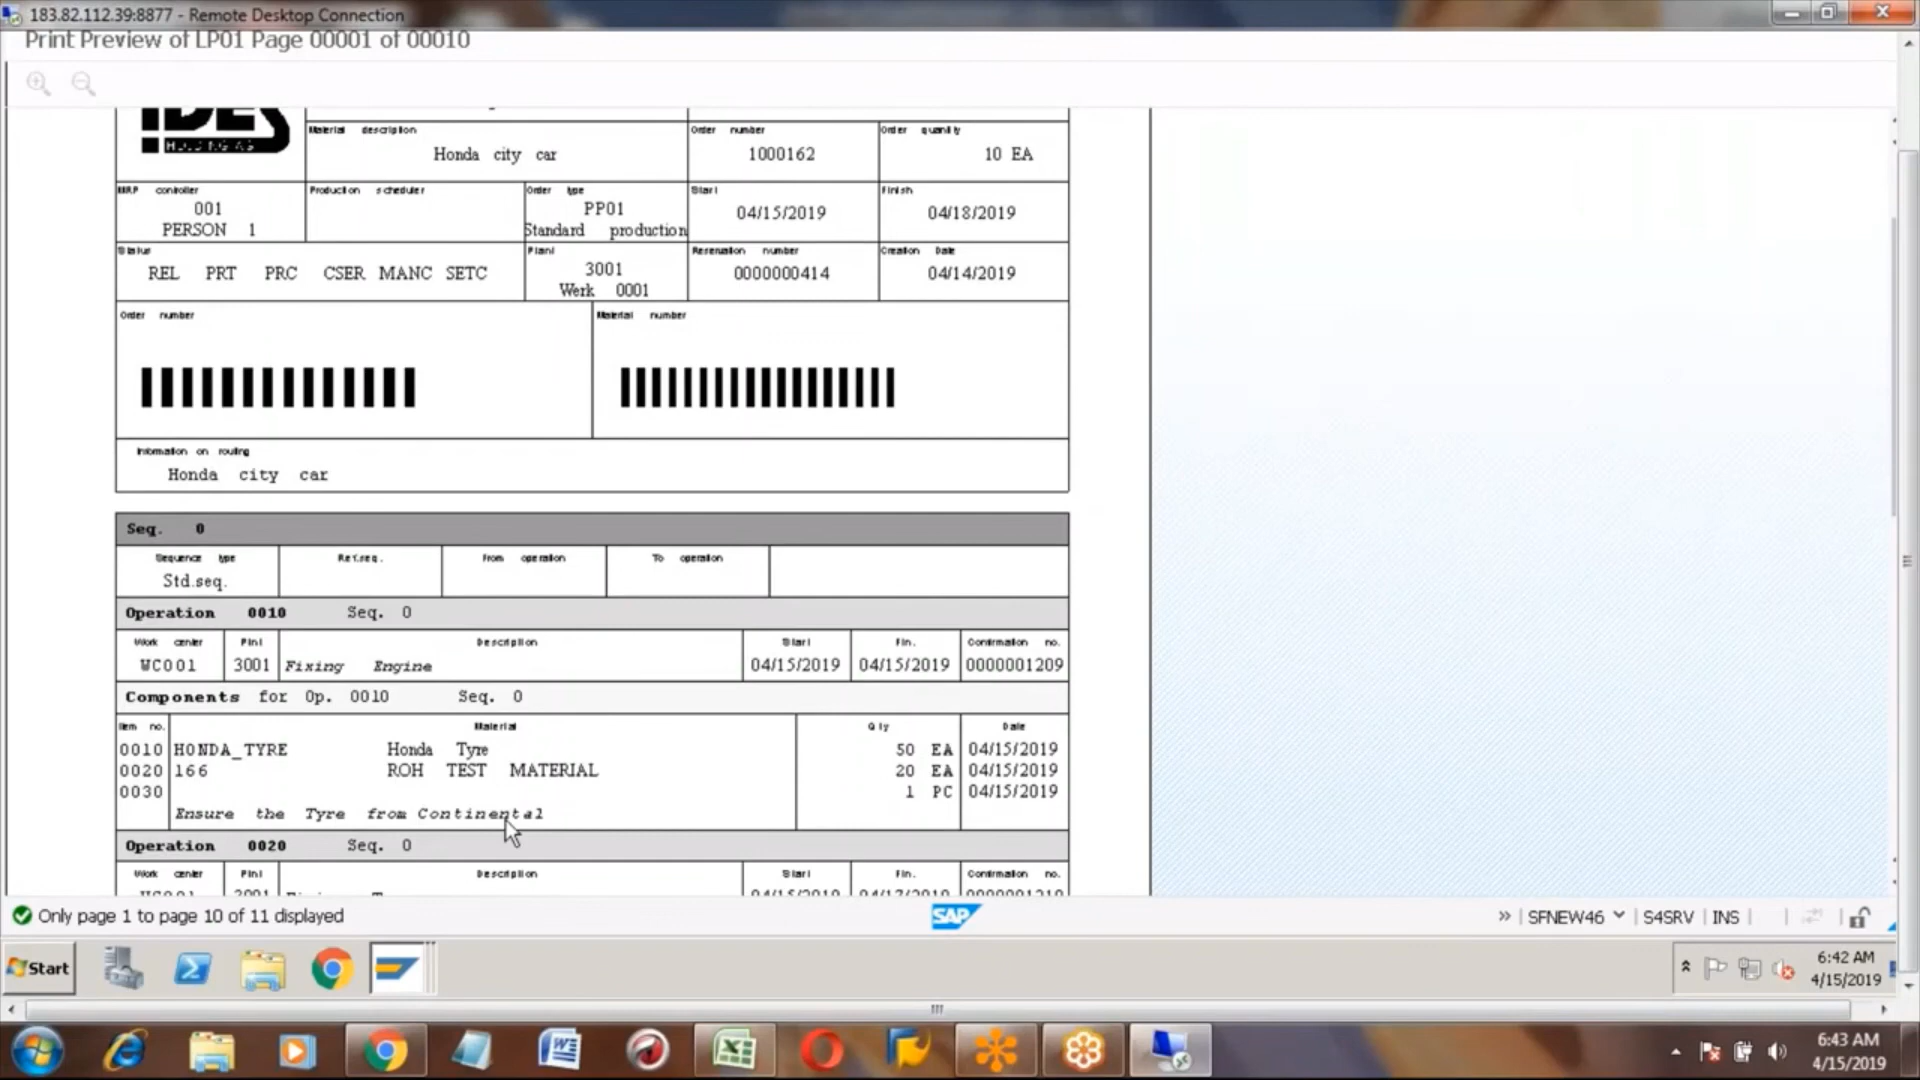 183.82.112.39:8877 - Remote Desktop Connection
Print Preview of LP01 Page 00001 of 00010
IDES
HOLDING AG
Material description
Honda city car
Order number
1000162
Order quantity
10 EA
MRP controller
001
PERSON 1
Production scheduler
Order type
PP01
Standard production
Start
04/15/2019
Finish
04/18/2019
Status
REL PRT PRC CSER MANC SETC
Plant
3001
Werk 0001
Reservation number
0000000414
Creation Date
04/14/2019
Order number
Material number
Information on routing
Honda city car
Seq. 0
Sequence type
Std.seq.
Ref.seq.
From operation
To operation
Operation 0010 Seq. 0
Work center Plnt Description Start Fin. Confirmation no.
WC001 3001 Fixing Engine 04/15/2019 04/15/2019 0000001209
Components for Op. 0010 Seq. 0
Item no. Material Qty Date
0010 HONDA_TYRE Honda Tyre 50 EA 04/15/2019
0020 166 ROH TEST MATERIAL 20 EA 04/15/2019
0030 1 PC 04/15/2019
Ensure the Tyre from Continental
Operation 0020 Seq. 0
Work center Plnt Description Start Fin. Confirmation no.
Only page 1 to page 10 of 11 displayed
SAP
SFNEW46
S4SRV
INS
Start
6:42 AM
4/15/2019
6:43 AM
4/15/2019